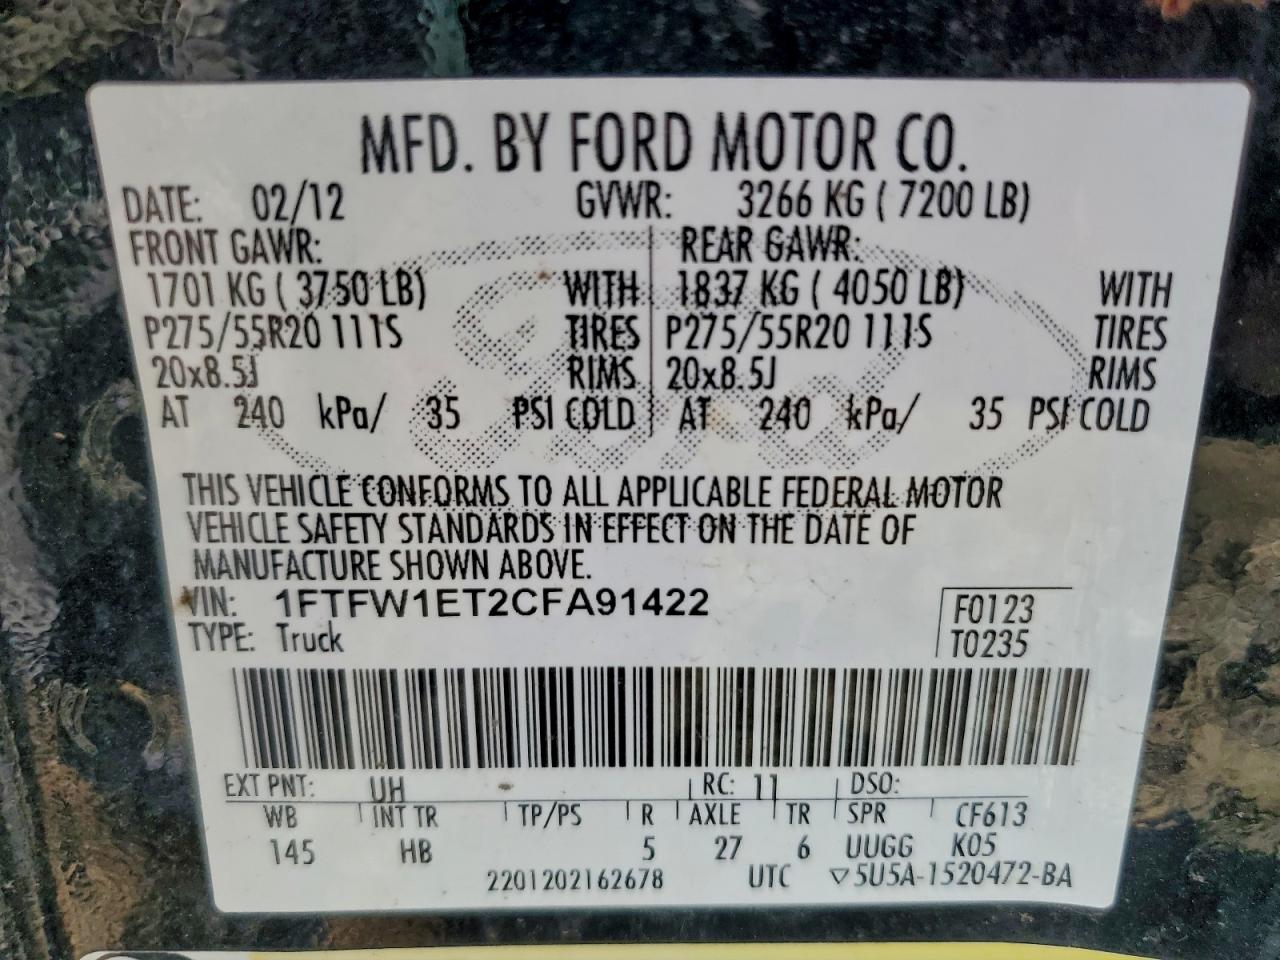 MFD. BY FORD MOTOR CO.
DATE: 02/12 GVWR: 3266 KG ( 7200 LB)
FRONT GAWR: REAR GAWR:
1701 KG ( 3750 LB) WITH 1837 KG ( 4050 LB) WITH
P275/55R20 111S TIRES P275/55R20 111S TIRES
20x8.5J RIMS 20x8.5J RIMS
AT 240 kPa/ 35 PSI COLD AT 240 kPa/ 35 PSI COLD
THIS VEHICLE CONFORMS TO ALL APPLICABLE FEDERAL MOTOR
VEHICLE SAFETY STANDARDS IN EFFECT ON THE DATE OF
MANUFACTURE SHOWN ABOVE.
VIN: 1FTFW1ET2CFA91422 F0123
TYPE: Truck T0235
EXT PNT: UH RC: 11 DSO:
WB INT TR TP/PS R AXLE TR SPR CF613
145 HB 5 27 6 UUGG K05
2201202162678 UTC ▽5U5A-1520472-BA